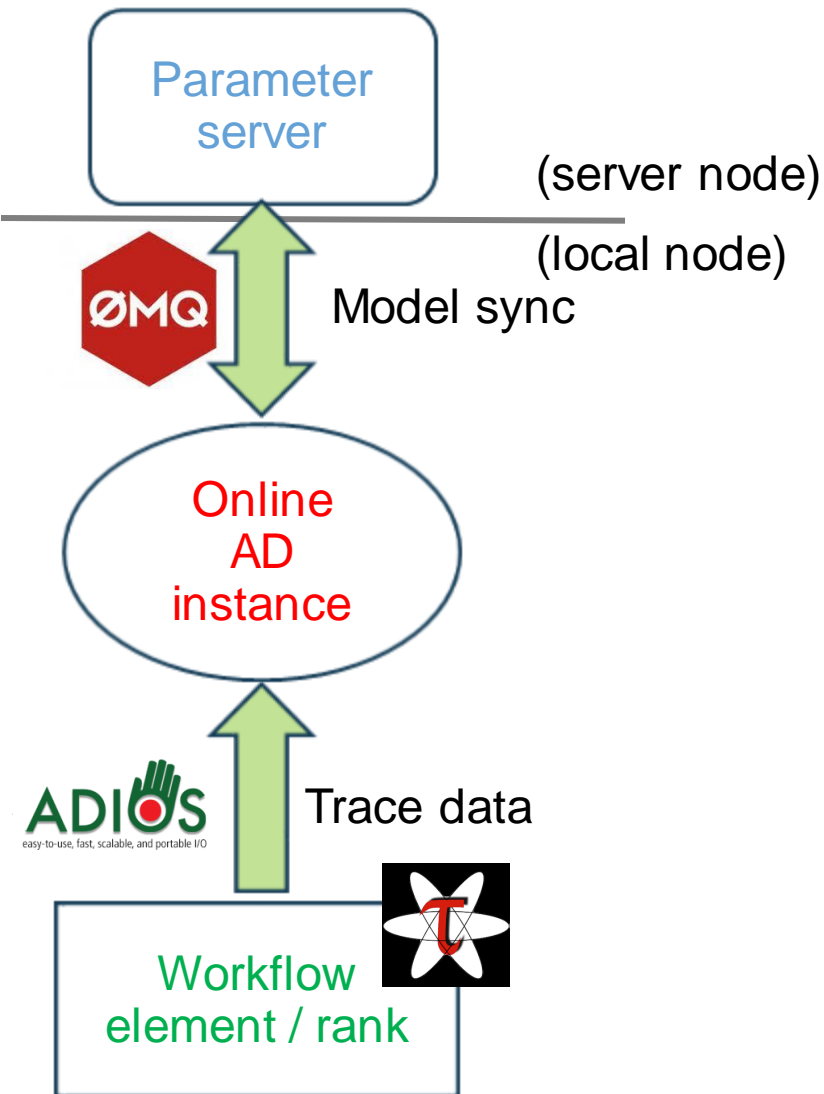 Parameter
server
(server node)
(local node)
ØMQ
Model sync
Online
AD
instance
ADIOS
easy-to-use, fast, scalable, and portable I/O
Trace data
τ
Workflow
element / rank